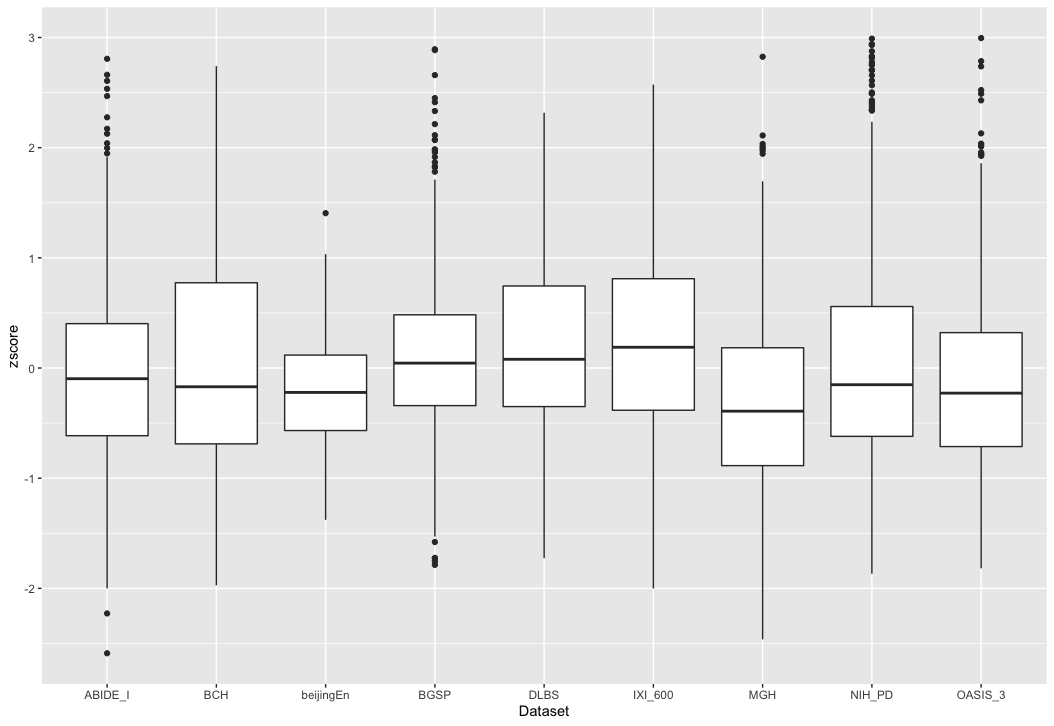 3
2
1
0
-1
-2
zscore
ABIDE_I BCH beijingEn BGSP DLBS IXI_600 MGH NIH_PD OASIS_3
Dataset